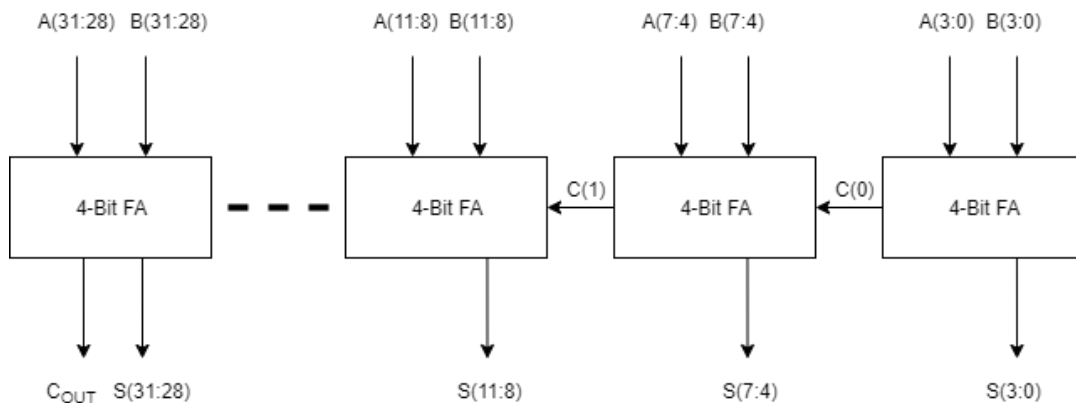 A(31:28) B(31:28) A(11:8) B(11:8) A(7:4) B(7:4) A(3:0) B(3:0)
C(1) C(0)
4-Bit FA 4-Bit FA 4-Bit FA 4-Bit FA
C_OUT S(31:28) S(11:8) S(7:4) S(3:0)